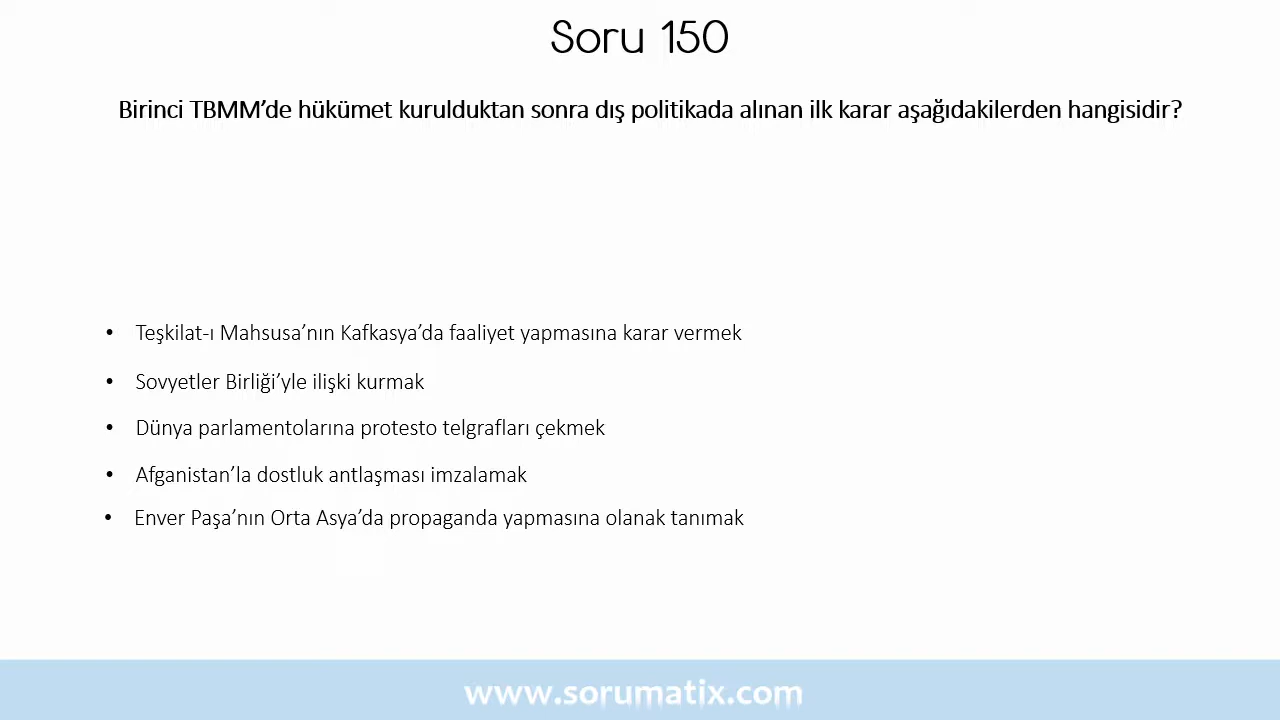 Soru 150
Birinci TBMM’de hükümet kurulduktan sonra dış politikada alınan ilk karar aşağıdakilerden hangisidir?
• Teşkilat-ı Mahsusa’nın Kafkasya’da faaliyet yapmasına karar vermek
• Sovyetler Birliği’yle ilişki kurmak
• Dünya parlamentolarına protesto telgrafları çekmek
• Afganistan’la dostluk antlaşması imzalamak
• Enver Paşa’nın Orta Asya’da propaganda yapmasına olanak tanımak
www.sorumatix.com